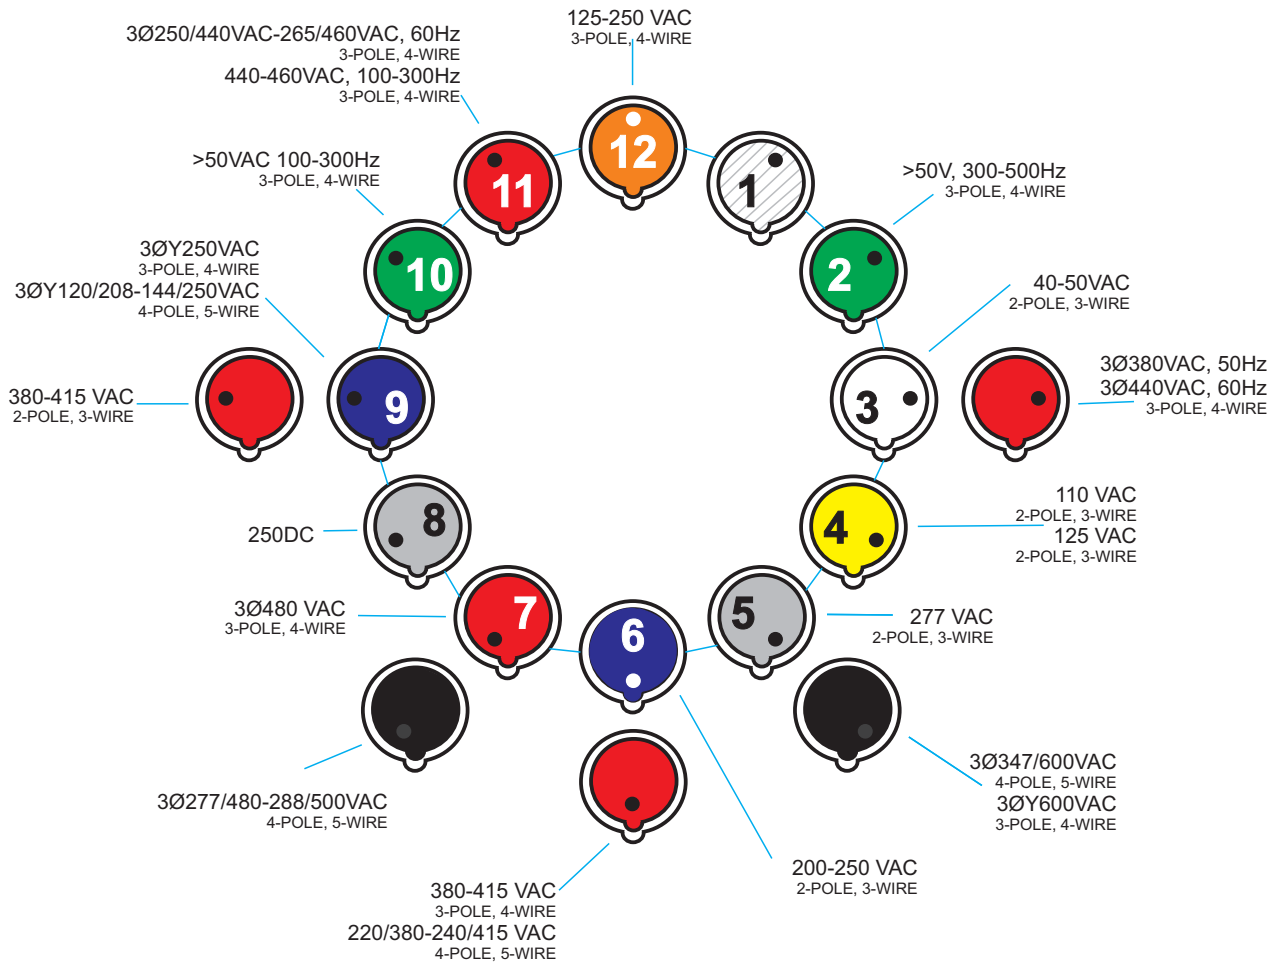 125-250 VAC
3-POLE, 4-WIRE
3Ø250/440VAC-265/460VAC, 60Hz
3-POLE, 4-WIRE
440-460VAC, 100-300Hz
3-POLE, 4-WIRE
>50VAC 100-300Hz
3-POLE, 4-WIRE
12
11
1
>50V, 300-500Hz
3-POLE, 4-WIRE
3ØY250VAC
3-POLE, 4-WIRE
3ØY120/208-144/250VAC
4-POLE, 5-WIRE
10
2
40-50VAC
2-POLE, 3-WIRE
380-415 VAC
2-POLE, 3-WIRE
9
3
3Ø380VAC, 50Hz
3Ø440VAC, 60Hz
3-POLE, 4-WIRE
250DC
8
4
110 VAC
2-POLE, 3-WIRE
125 VAC
2-POLE, 3-WIRE
3Ø480 VAC
3-POLE, 4-WIRE
7
6
5
277 VAC
2-POLE, 3-WIRE
3Ø277/480-288/500VAC
4-POLE, 5-WIRE
3Ø347/600VAC
4-POLE, 5-WIRE
3ØY600VAC
3-POLE, 4-WIRE
200-250 VAC
2-POLE, 3-WIRE
380-415 VAC
3-POLE, 4-WIRE
220/380-240/415 VAC
4-POLE, 5-WIRE